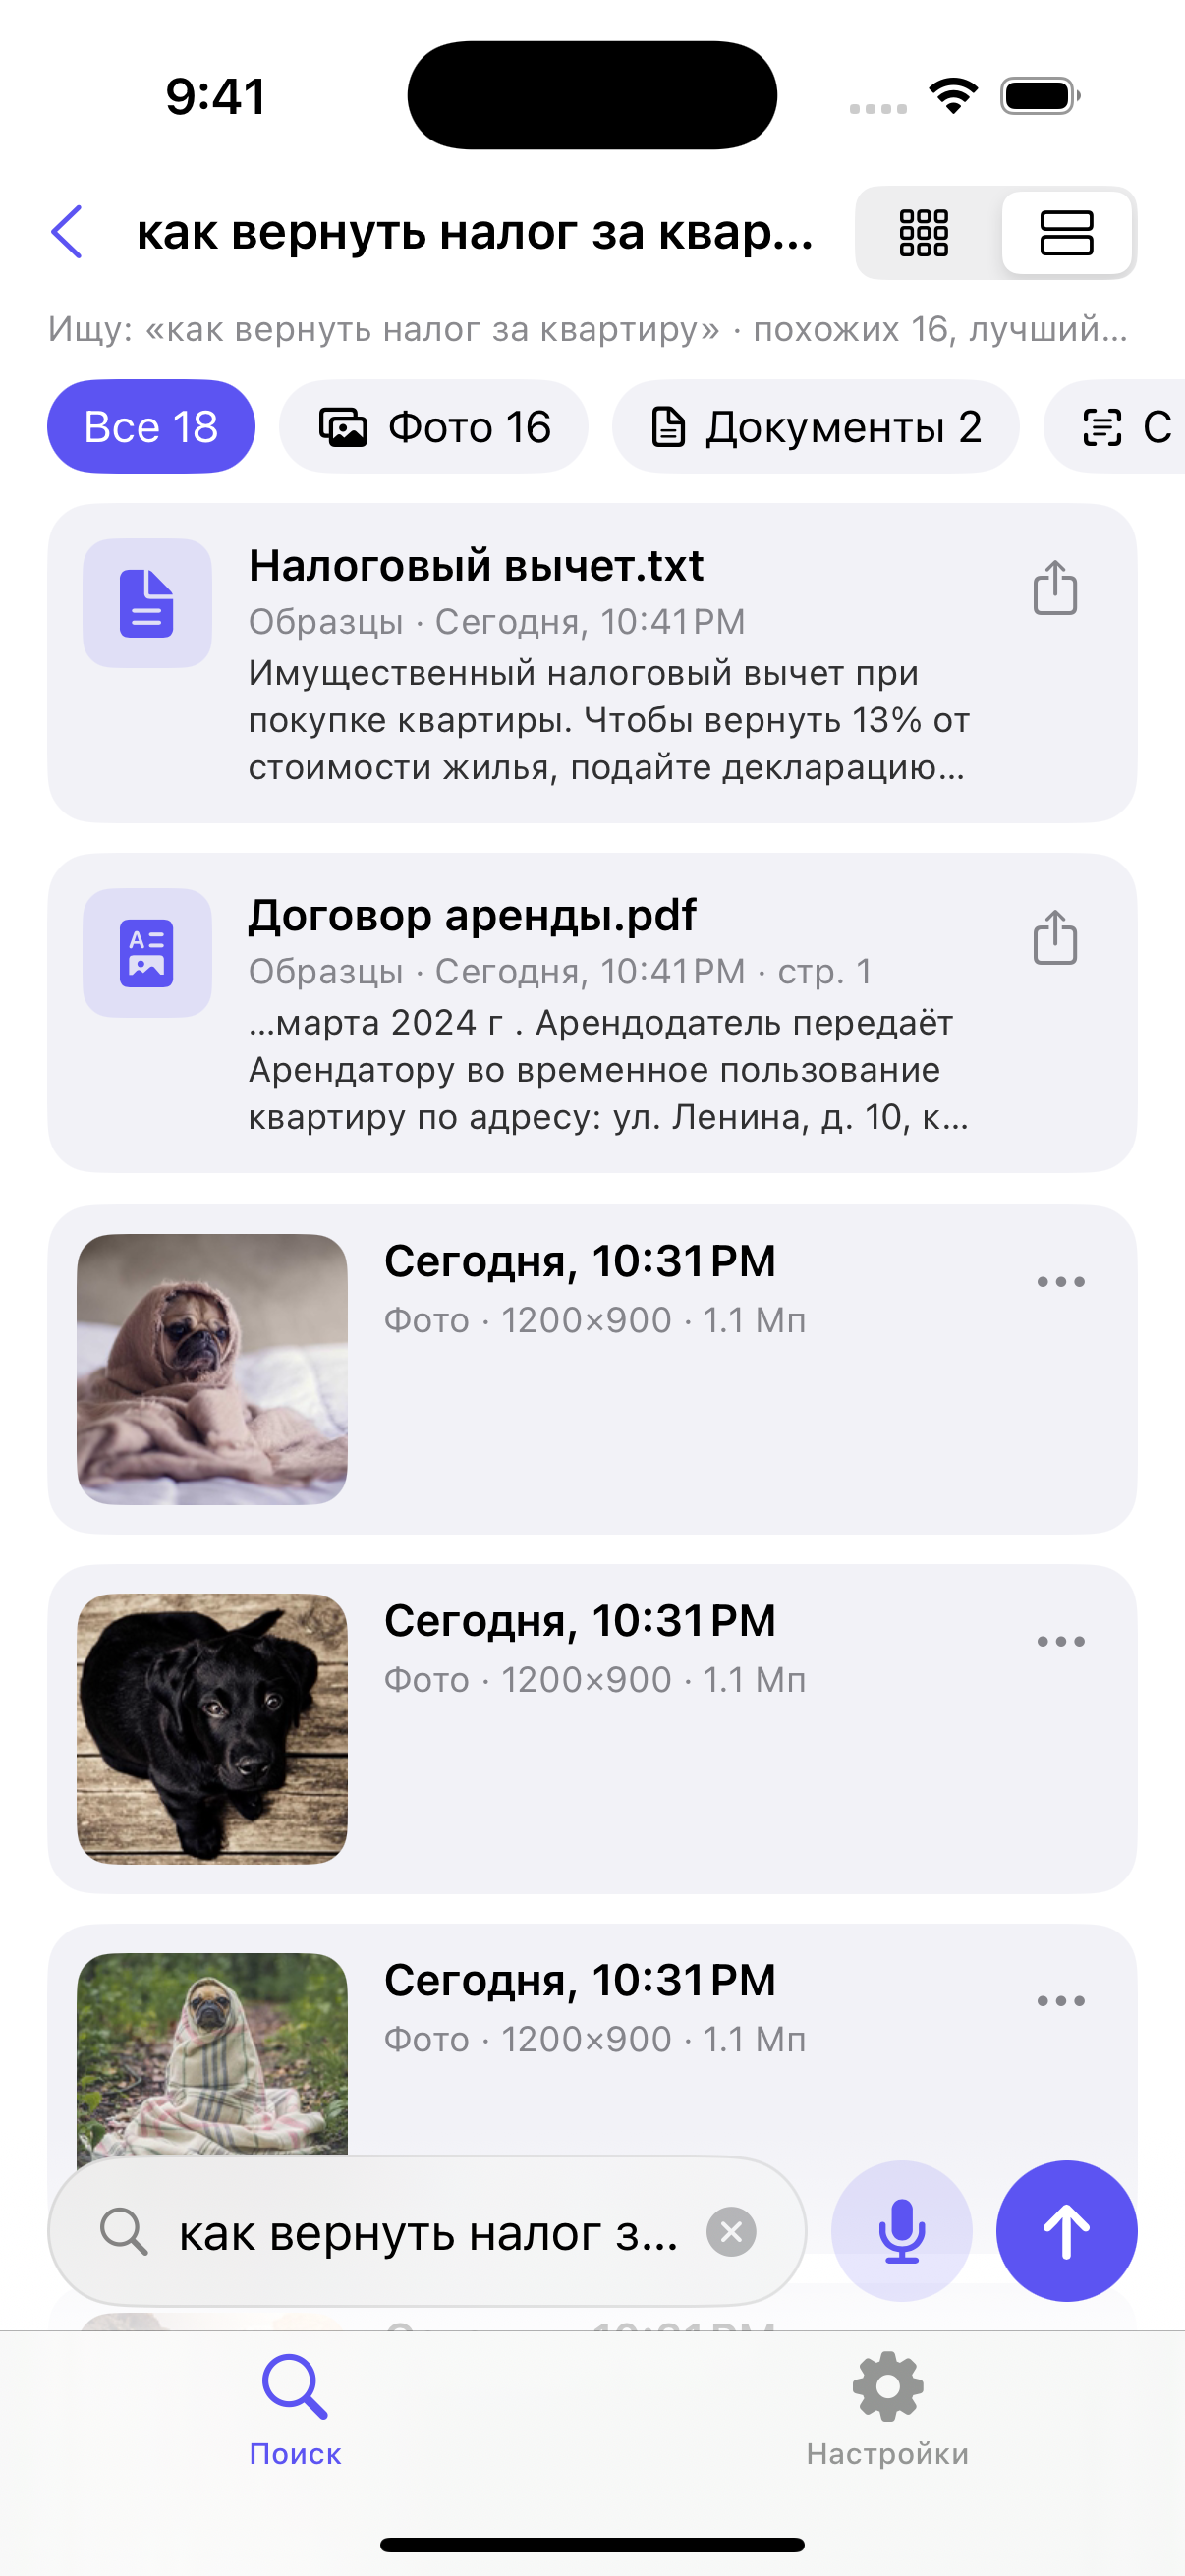 9:41
как вернуть налог за квар...
Ищу: «как вернуть налог за квартиру» · похожих 16, лучший...
Все 18
Фото 16
Документы 2
С
Налоговый вычет.txt
Образцы · Сегодня, 10:41 PM
Имущественный налоговый вычет при
покупке квартиры. Чтобы вернуть 13% от
стоимости жилья, подайте декларацию...
Договор аренды.pdf
Образцы · Сегодня, 10:41 PM · стр. 1
...марта 2024 г . Арендодатель передаёт
Арендатору во временное пользование
квартиру по адресу: ул. Ленина, д. 10, к...
Сегодня, 10:31 PM
Фото · 1200×900 · 1.1 Мп
Сегодня, 10:31 PM
Фото · 1200×900 · 1.1 Мп
Сегодня, 10:31 PM
Фото · 1200×900 · 1.1 Мп
как вернуть налог з...
Поиск
Настройки